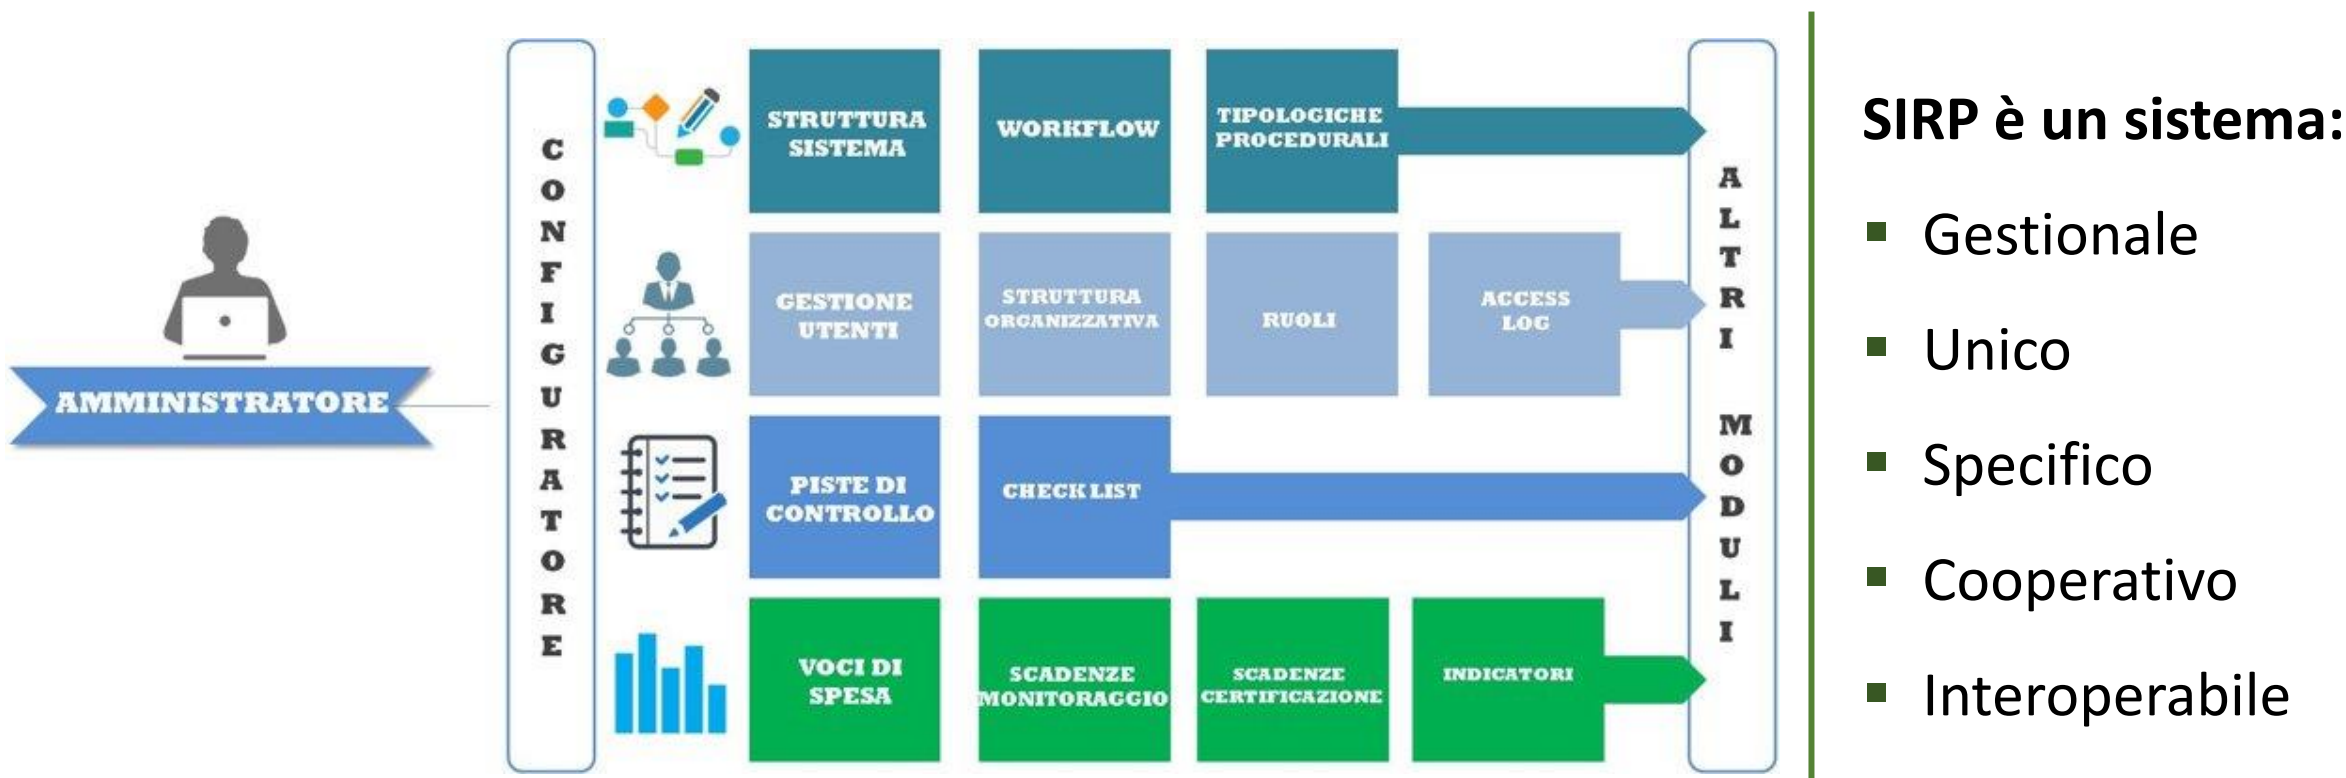 AMMINISTRATORE
CONFIGURATORE
STRUTTURA
SISTEMA
WORKFLOW
TIPOLOGICHE
PROCEDURALI
GESTIONE
UTENTI
STRUTTURA
ORGANIZZATIVA
RUOLI
ACCESS
LOG
PISTE DI
CONTROLLO
CHECK LIST
VOCI DI
SPESA
SCADENZE
MONITORAGGIO
SCADENZE
CERTIFICAZIONE
INDICATORI
ALTRI MODULI
SIRP è un sistema:
▪ Gestionale
▪ Unico
▪ Specifico
▪ Cooperativo
▪ Interoperabile